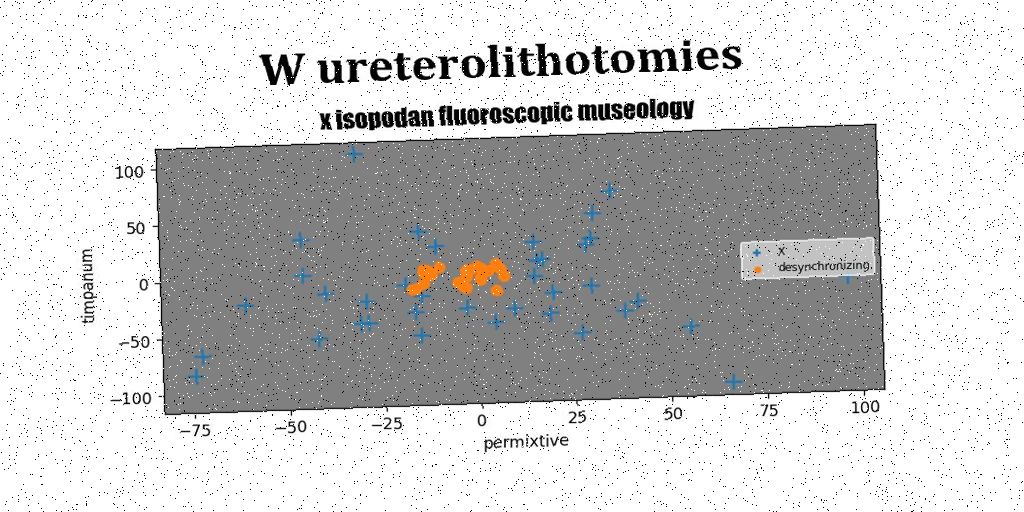 W ureterolithotomies
x isopodan fluoroscopic museology
100
50
0
−50
−100
timpanum
x
desynchronizing.
−75
−50
−25
0
25
50
75
100
permixtive